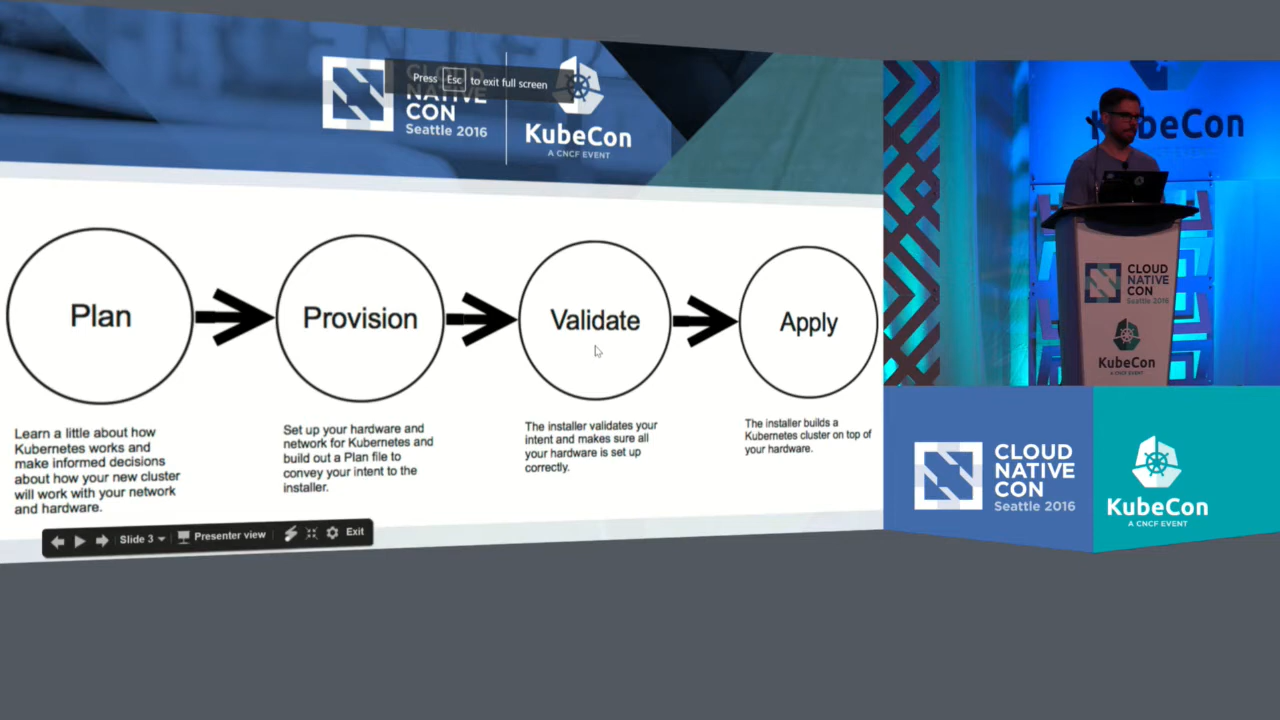 CLOUD
NATIVE
CON
Seattle 2016
KubeCon
A CNCF EVENT
Press Esc to exit full screen
Plan
Provision
Validate
Apply
Learn a little about how
Kubernetes works and
make informed decisions
about how your new cluster
will work with your network
and hardware.
Set up your hardware and
network for Kubernetes and
build out a Plan file to
convey your intent to the
installer.
The installer validates your
intent and makes sure all
your hardware is set up
correctly.
The installer builds a
Kubernetes cluster on top of
your hardware.
Slide 3
Presenter view
Exit
KubeCon
CLOUD
NATIVE
CON
Seattle 2016
KubeCon
A CNCF EVENT
CLOUD
NATIVE
CON
Seattle 2016
KubeCon
A CNCF EVENT